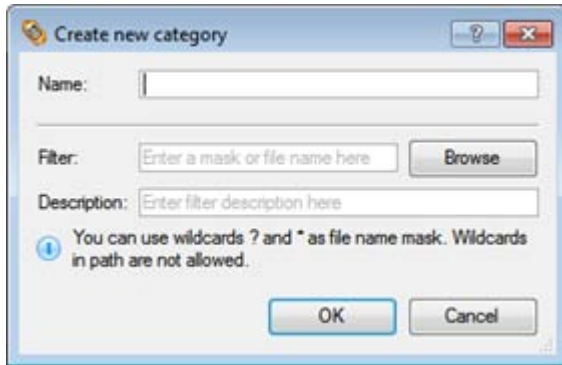 Create new category
Name:
Filter: Enter a mask or file name here Browse
Description: Enter filter description here
You can use wildcards ? and * as file name mask. Wildcards
in path are not allowed.
OK Cancel